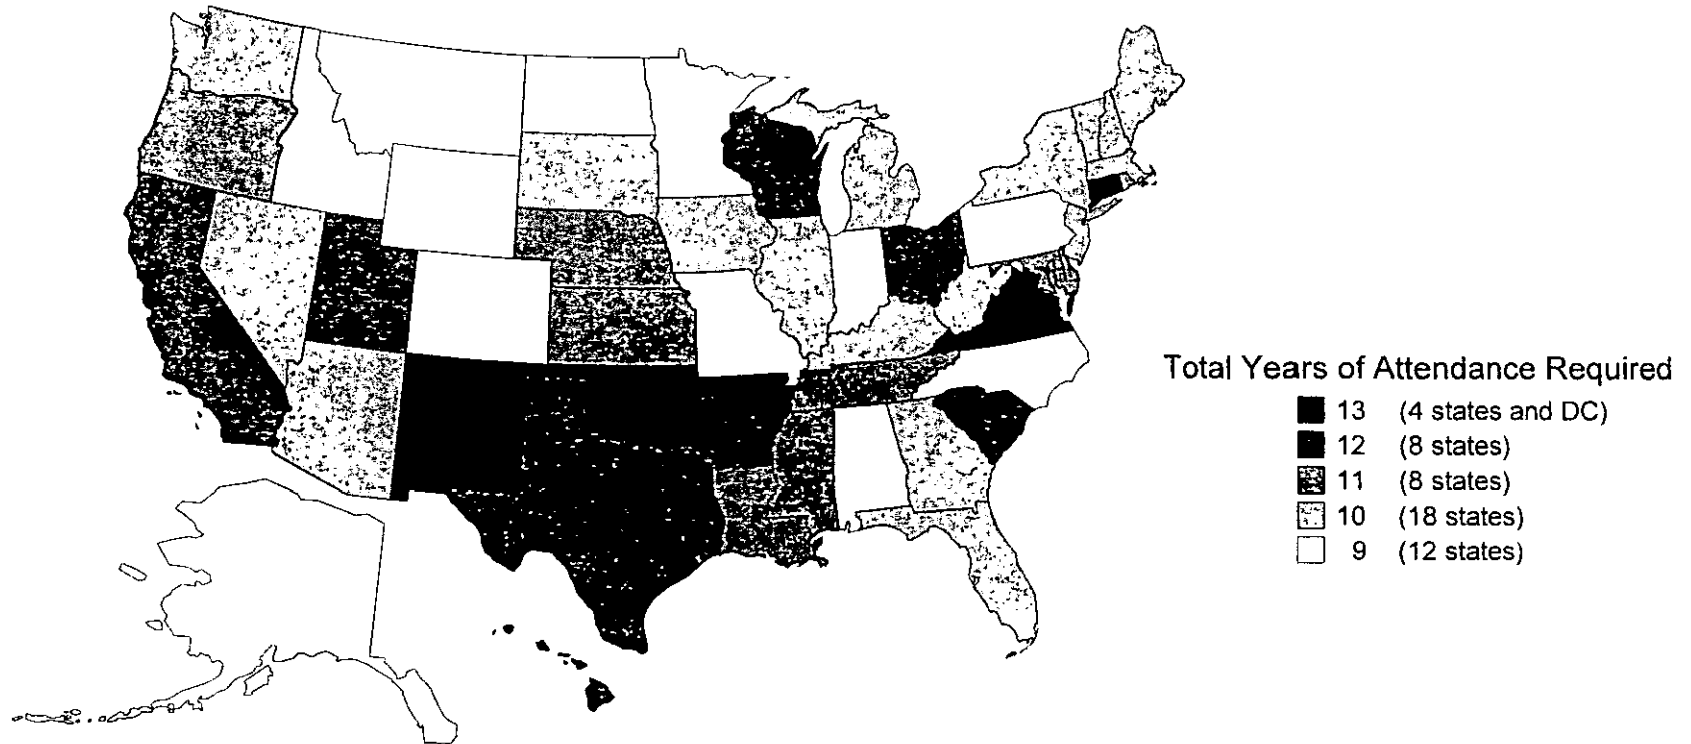 Total Years of Attendance Required
13 (4 states and DC)
12 (8 states)
11 (8 states)
10 (18 states)
9 (12 states)